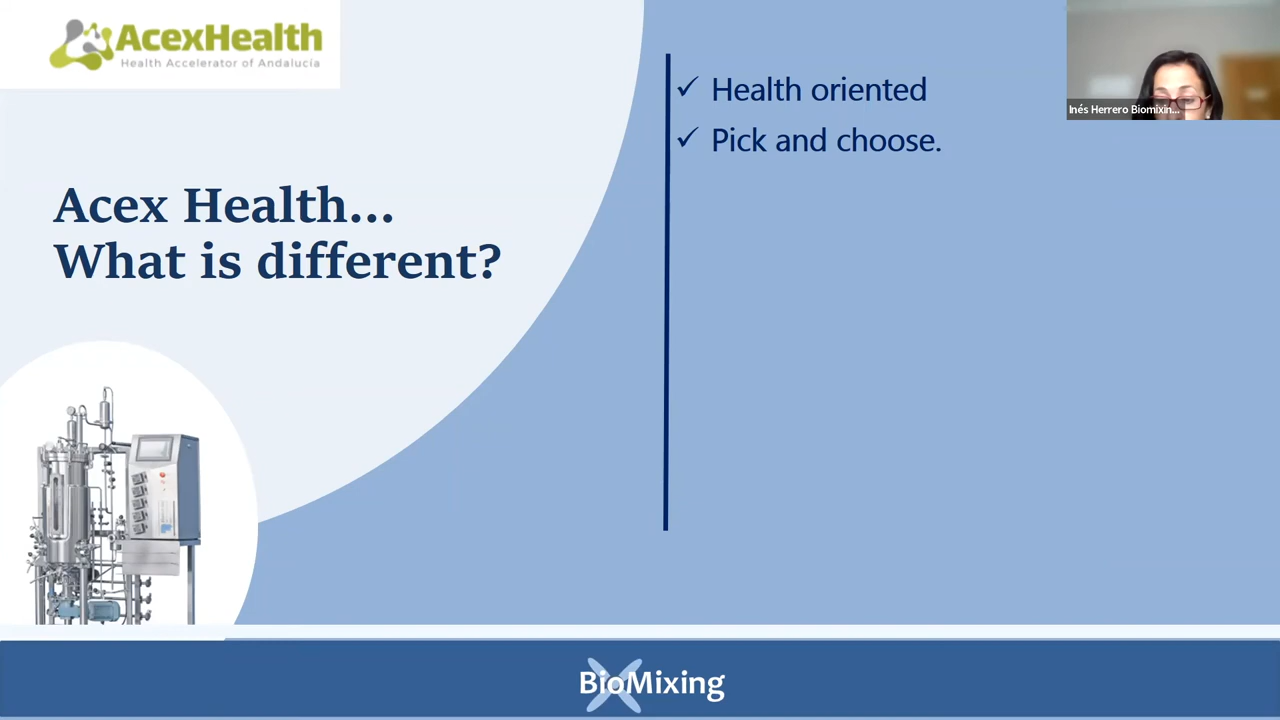 AcexHealth
Health Accelerator of Andalucía
Acex Health...
What is different?
✓ Health oriented
✓ Pick and choose.
Inés Herrero Biomixin...
BioMixing